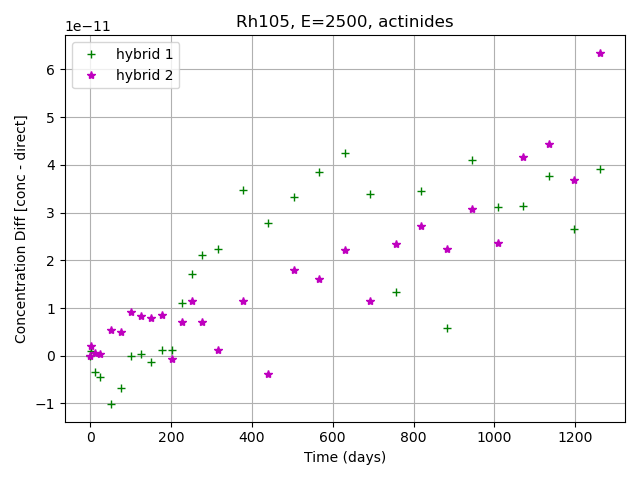 Rh105, E=2500, actinides
1e−11
hybrid 1
hybrid 2
6
5
4
3
2
1
0
−1
Concentration Diff [conc - direct]
0 200 400 600 800 1000 1200
Time (days)